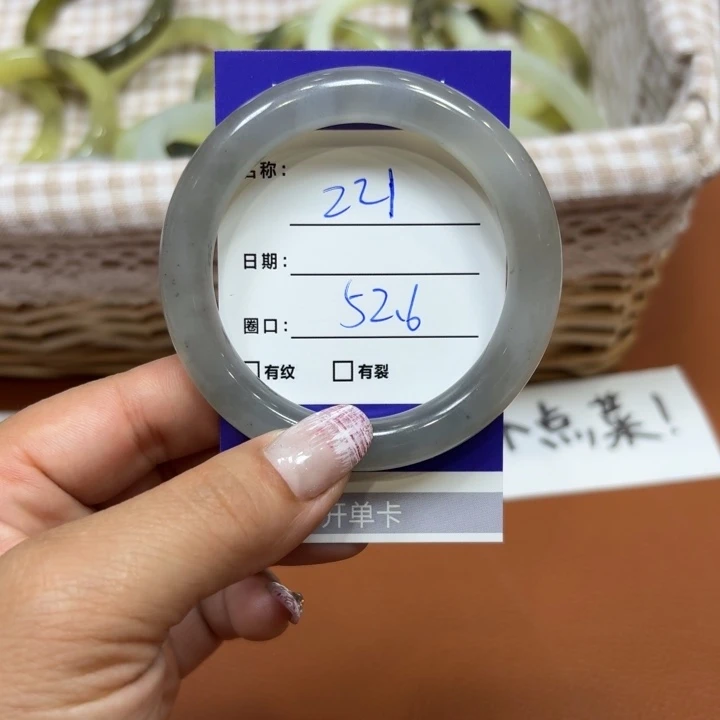 名称： 221
日期：
圈口： 52.6
□有纹 □有裂
开单卡
点菜！